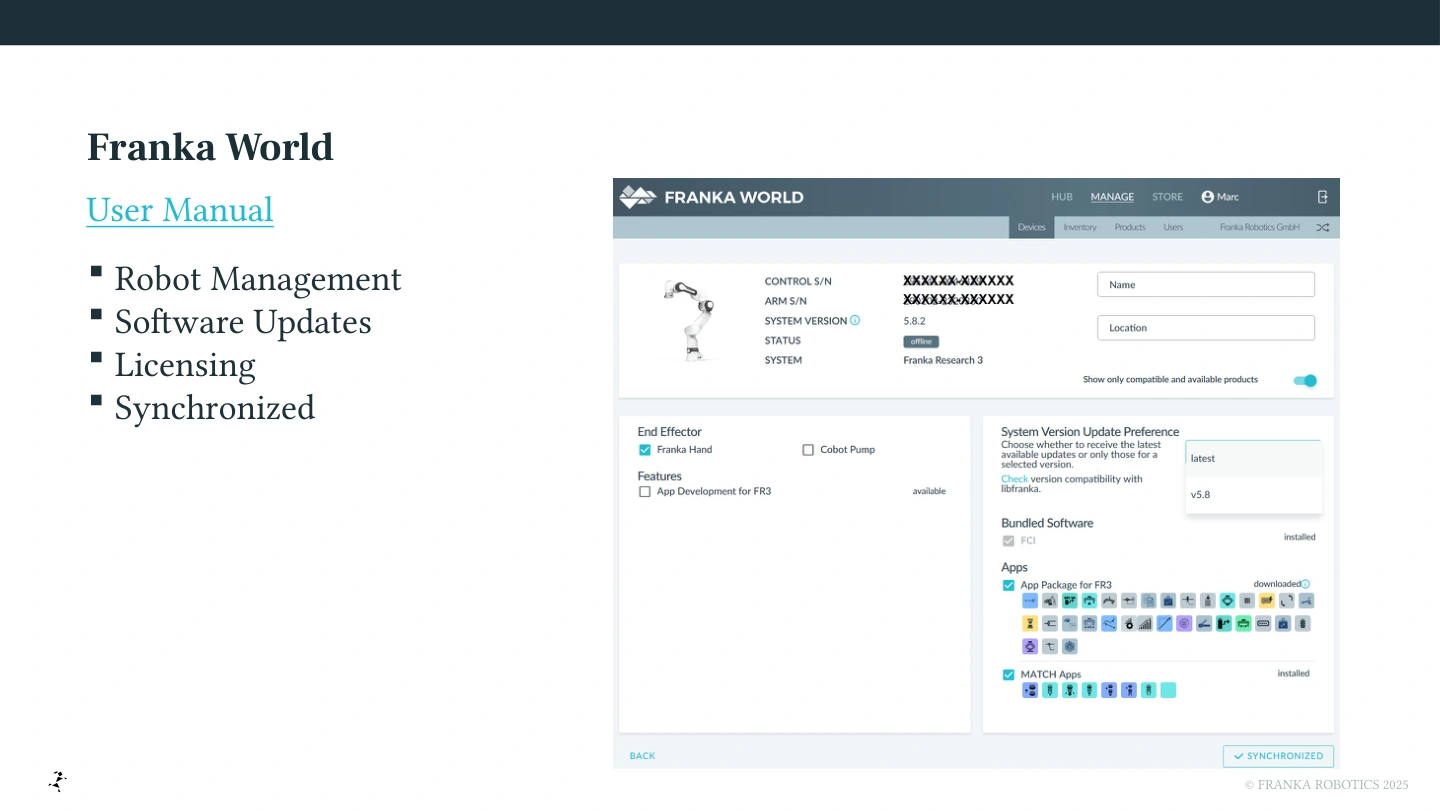 Franka World
User Manual
Robot Management
Software Updates
Licensing
Synchronized
FRANKA WORLD
HUB MANAGE STORE Marc
Devices Inventory Products Users Franka Robotics GmbH
CONTROL S/N XXXXXX-XXXXXX
ARM S/N XXXXXX-XXXXXX
SYSTEM VERSION 5.8.2
STATUS offline
SYSTEM Franka Research 3
Name
Location
Show only compatible and available products
End Effector
Franka Hand Cobot Pump
Features
App Development for FR3 available
System Version Update Preference
Choose whether to receive the latest
available updates or only those for a
selected version.
Check version compatibility with
libfranka.
latest
v5.8
Bundled Software
FCI installed
Apps
App Package for FR3 downloaded
MATCH Apps installed
BACK SYNCHRONIZED
© FRANKA ROBOTICS 2025